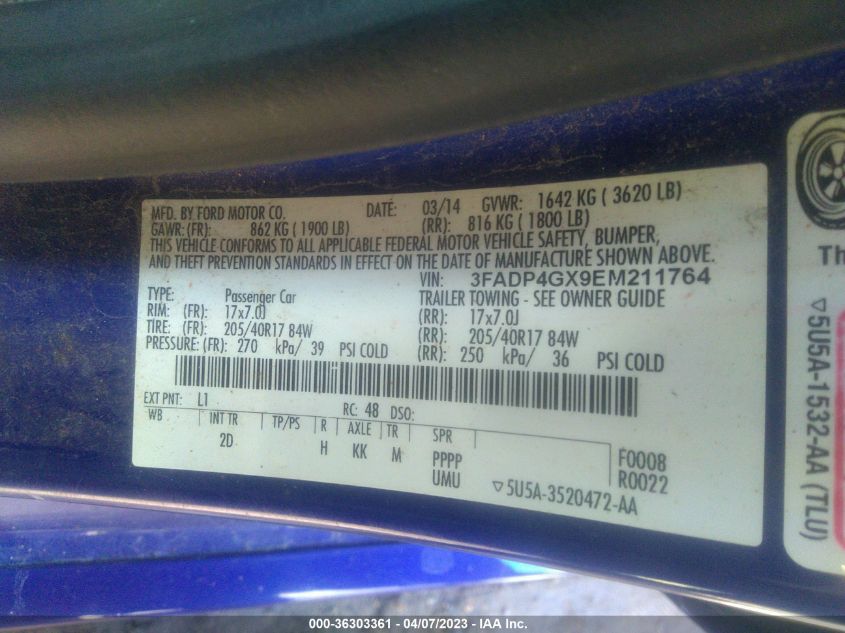 MFD. BY FORD MOTOR CO. DATE: 03/14 GVWR: 1642 KG ( 3620 LB)
GAWR: (FR): 862 KG ( 1900 LB) (RR): 816 KG ( 1800 LB)
THIS VEHICLE CONFORMS TO ALL APPLICABLE FEDERAL MOTOR VEHICLE SAFETY, BUMPER,
AND THEFT PREVENTION STANDARDS IN EFFECT ON THE DATE OF MANUFACTURE SHOWN ABOVE.
VIN: 3FADP4GX9EM211764
TYPE: Passenger Car TRAILER TOWING - SEE OWNER GUIDE
RIM: (FR): 17x7.0J (RR): 17x7.0J
TIRE: (FR): 205/40R17 84W (RR): 205/40R17 84W
PRESSURE: (FR): 270 kPa/ 39 PSI COLD (RR): 250 kPa/ 36 PSI COLD
EXT PNT: L1 RC: 48 DSO:
WB INT TR TP/PS R AXLE TR SPR
2D H KK M PPPP
UMU
F0008
R0022
▽5U5A-3520472-AA
Th
▽5U5A-1532-AA (TLU)
000-36303361 - 04/07/2023 - IAA Inc.